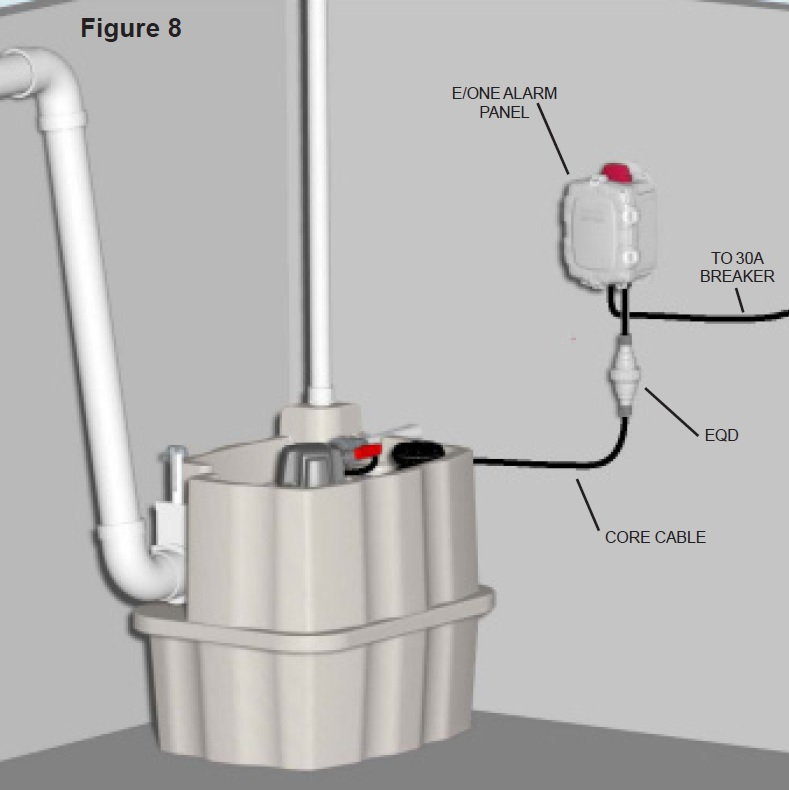 Figure 8
E/ONE ALARM
PANEL
TO 30A
BREAKER
EQD
CORE CABLE